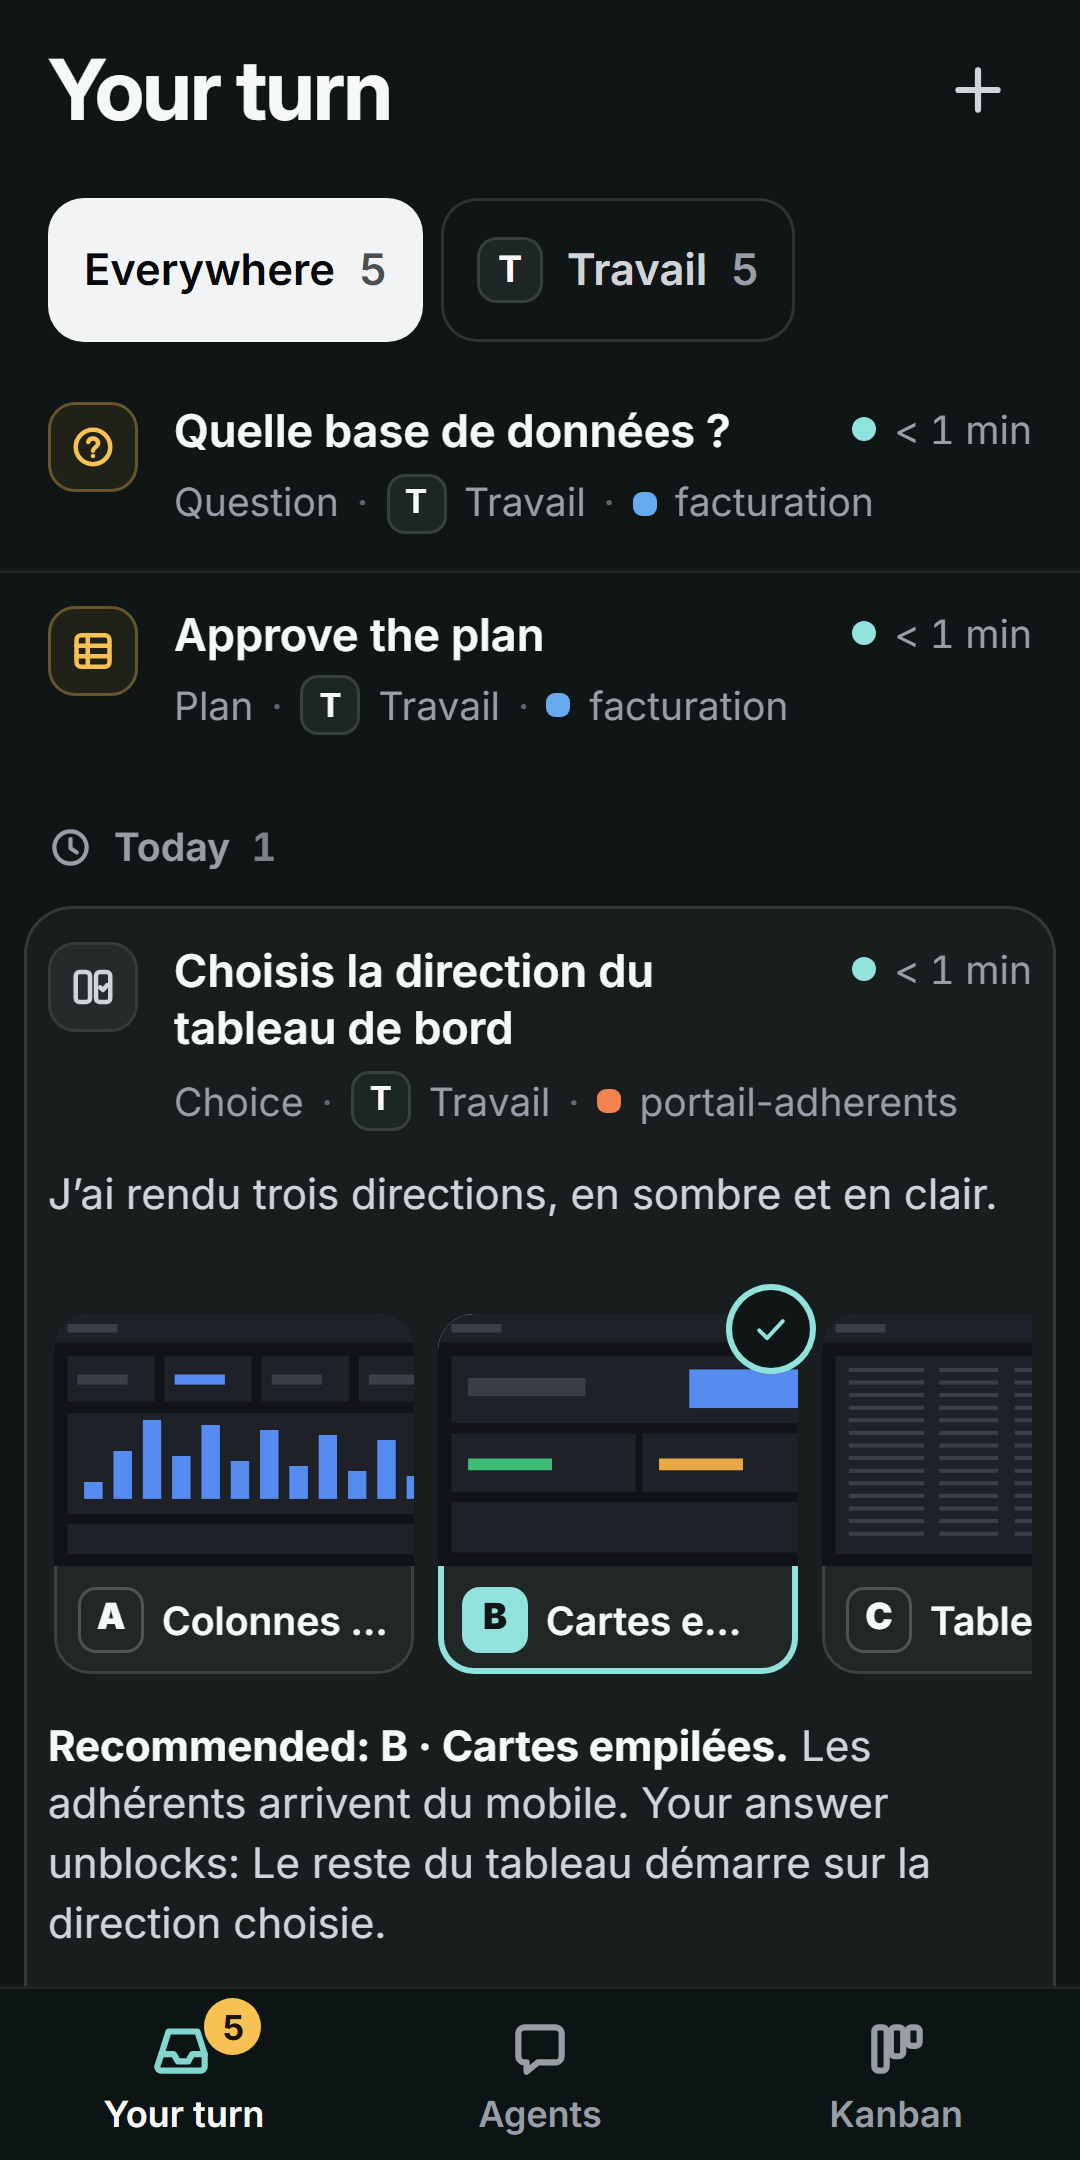 Your turn
Everywhere 5
T Travail 5
Quelle base de données ? < 1 min
Question · T Travail · facturation
Approve the plan < 1 min
Plan · T Travail · facturation
Today 1
Choisis la direction du < 1 min
tableau de bord
Choice · T Travail · portail-adherents
J’ai rendu trois directions, en sombre et en clair.
A Colonnes ...
B Cartes e...
C Table
Recommended: B · Cartes empilées. Les
adhérents arrivent du mobile. Your answer
unblocks: Le reste du tableau démarre sur la
direction choisie.
5
Your turn
Agents
Kanban